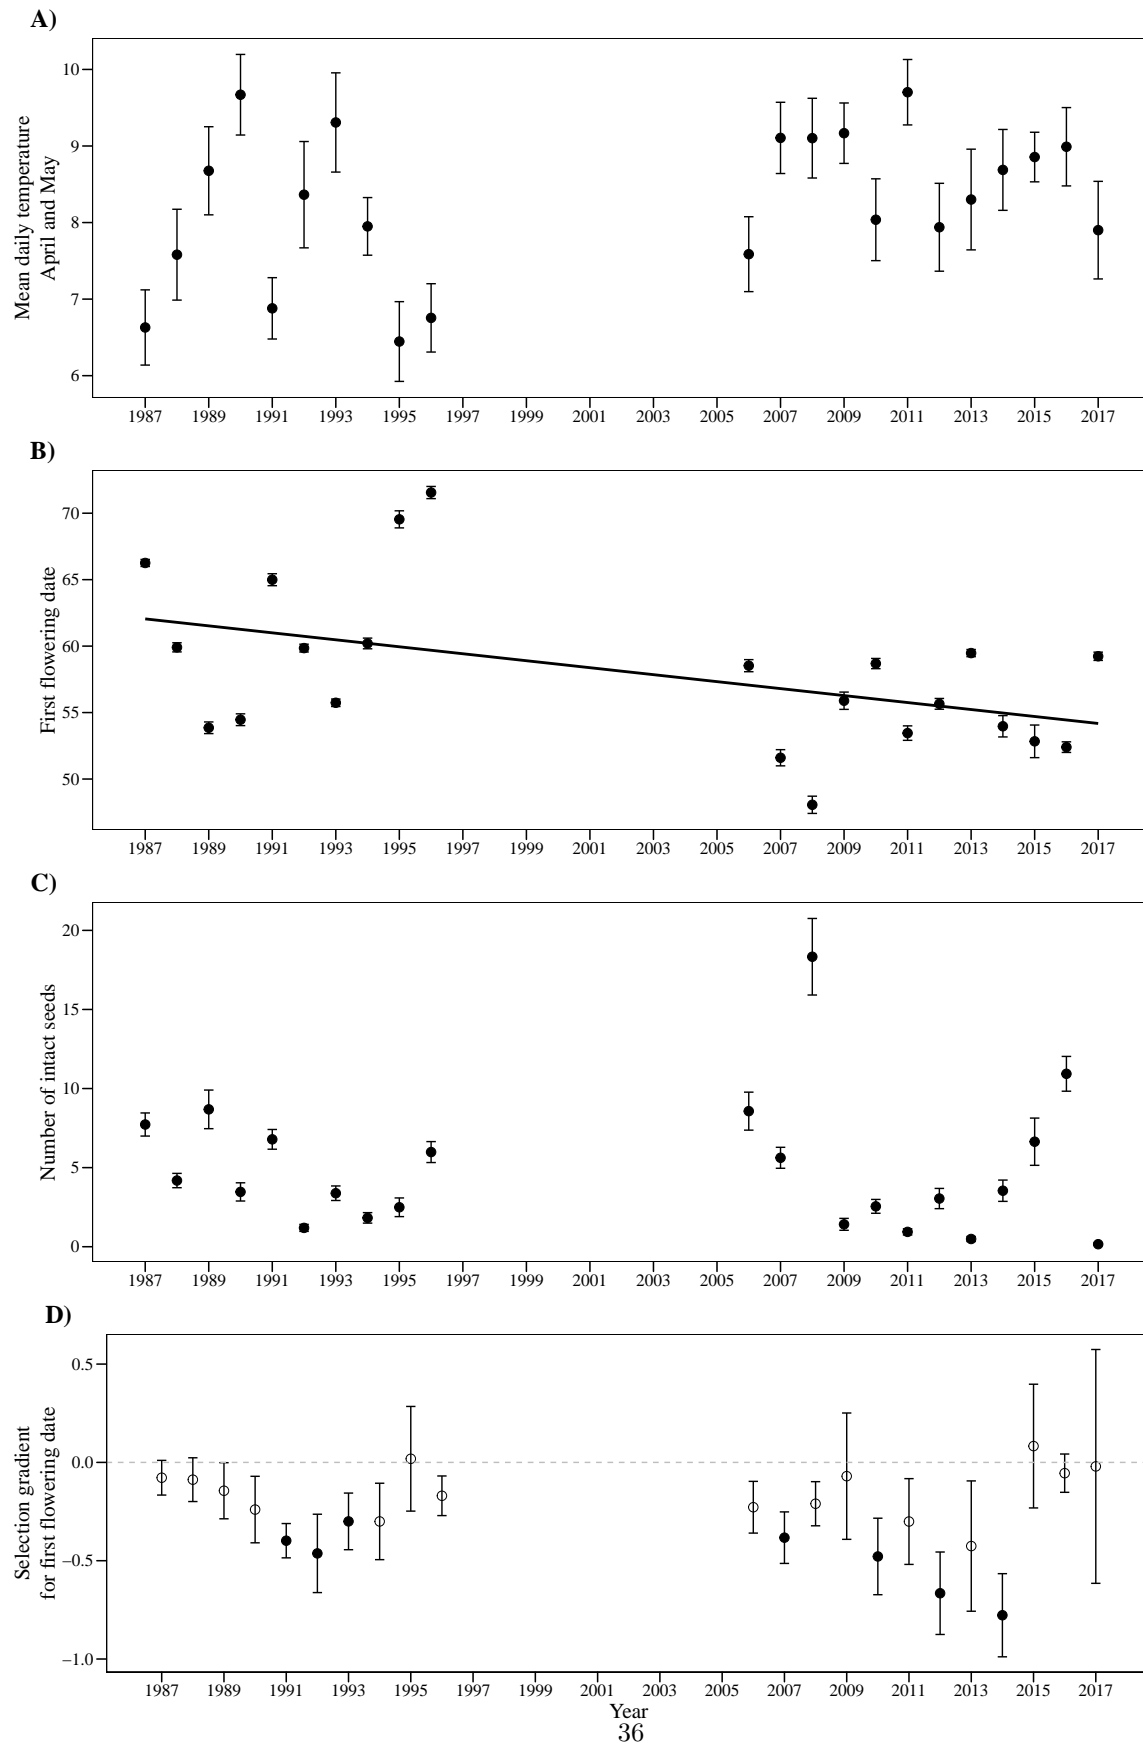 A)
Mean daily temperature
April and May
10
9
8
7
6
1987 1989 1991 1993 1995 1997 1999 2001 2003 2005 2007 2009 2011 2013 2015 2017
B)
First flowering date
70
65
60
55
50
1987 1989 1991 1993 1995 1997 1999 2001 2003 2005 2007 2009 2011 2013 2015 2017
C)
Number of intact seeds
20
15
10
5
0
1987 1989 1991 1993 1995 1997 1999 2001 2003 2005 2007 2009 2011 2013 2015 2017
D)
Selection gradient
for first flowering date
0.5
0.0
−0.5
−1.0
1987 1989 1991 1993 1995 1997 1999 2001 2003 2005 2007 2009 2011 2013 2015 2017
Year
36